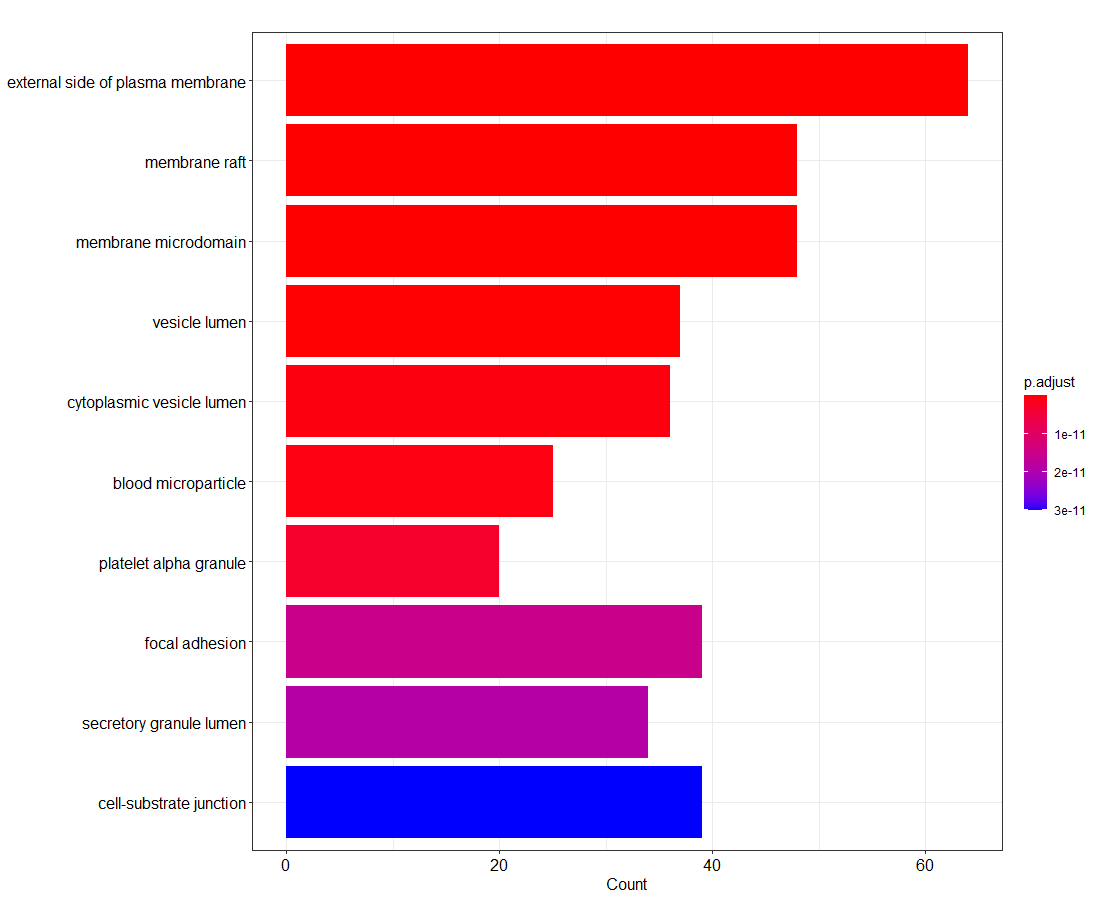 external side of plasma membrane
membrane raft
membrane microdomain
vesicle lumen
cytoplasmic vesicle lumen
blood microparticle
platelet alpha granule
focal adhesion
secretory granule lumen
cell-substrate junction
0 20 40 60
Count
p.adjust
1e-11
2e-11
3e-11